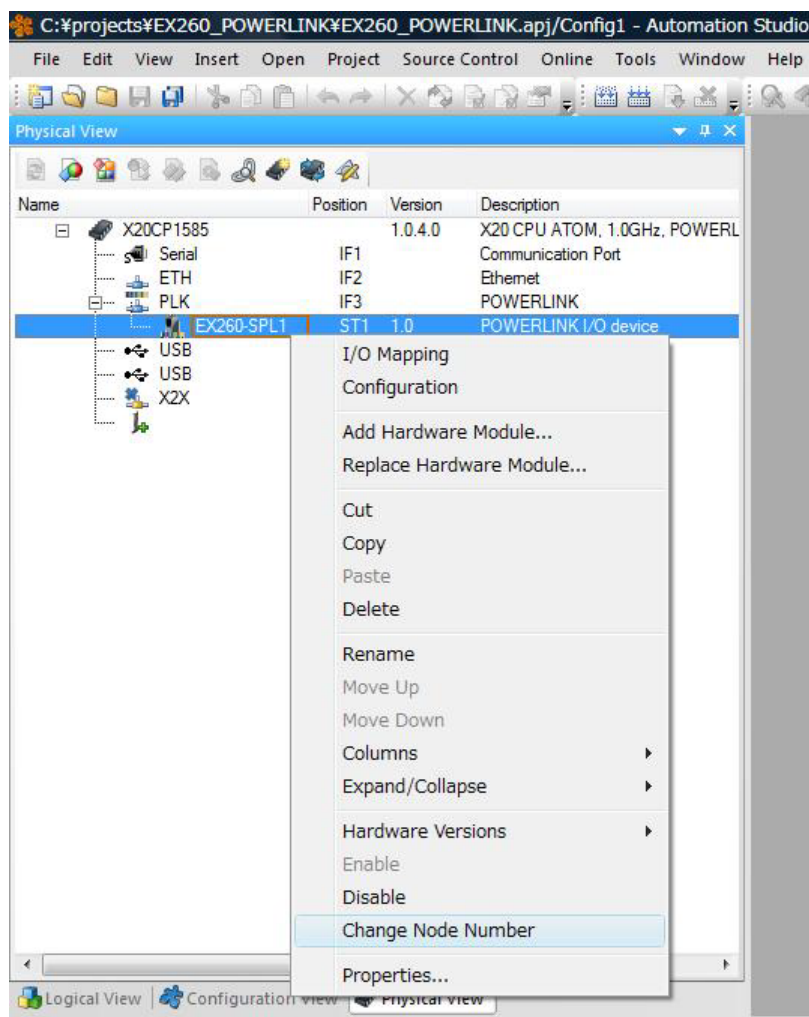 C:¥projects¥EX260_POWERLINK¥EX260_POWERLINK.apj/Config1 - Automation Studio
File Edit View Insert Open Project Source Control Online Tools Window Help
Physical View
Name Position Version Description
X20CP1585 1.0.4.0 X20 CPU ATOM, 1.0GHz, POWERL
Serial IF1 Communication Port
ETH IF2 Ethernet
PLK IF3 POWERLINK
EX260-SPL1 ST1 1.0 POWERLINK I/O device
USB
USB
X2X
I/O Mapping
Configuration
Add Hardware Module...
Replace Hardware Module...
Cut
Copy
Paste
Delete
Rename
Move Up
Move Down
Columns
Expand/Collapse
Hardware Versions
Enable
Disable
Change Node Number
Properties...
Logical View Configuration View Physical View